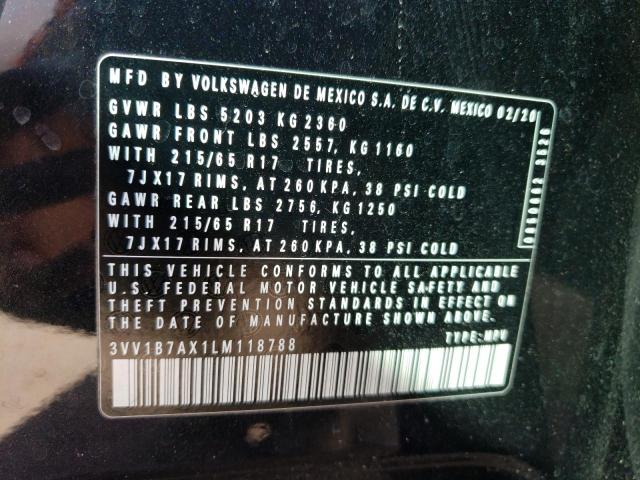 MFD BY VOLKSWAGEN DE MEXICO S.A. DE C.V. MEXICO 02/20
GVWR LBS 5203 KG 2360
GAWR FRONT LBS 2557, KG 1160
WITH 215/65 R17 TIRES,
7JX17 RIMS, AT 260 KPA, 38 PSI COLD
GAWR REAR LBS 2756, KG 1250
WITH 215/65 R17 TIRES,
7JX17 RIMS, AT 260 KPA, 38 PSI COLD
THIS VEHICLE CONFORMS TO ALL APPLICABLE
U.S. FEDERAL MOTOR VEHICLE SAFETY AND
THEFT PREVENTION STANDARDS IN EFFECT ON
THE DATE OF MANUFACTURE SHOWN ABOVE.
3VV1B7AX1LM118788 TYPE:MPV